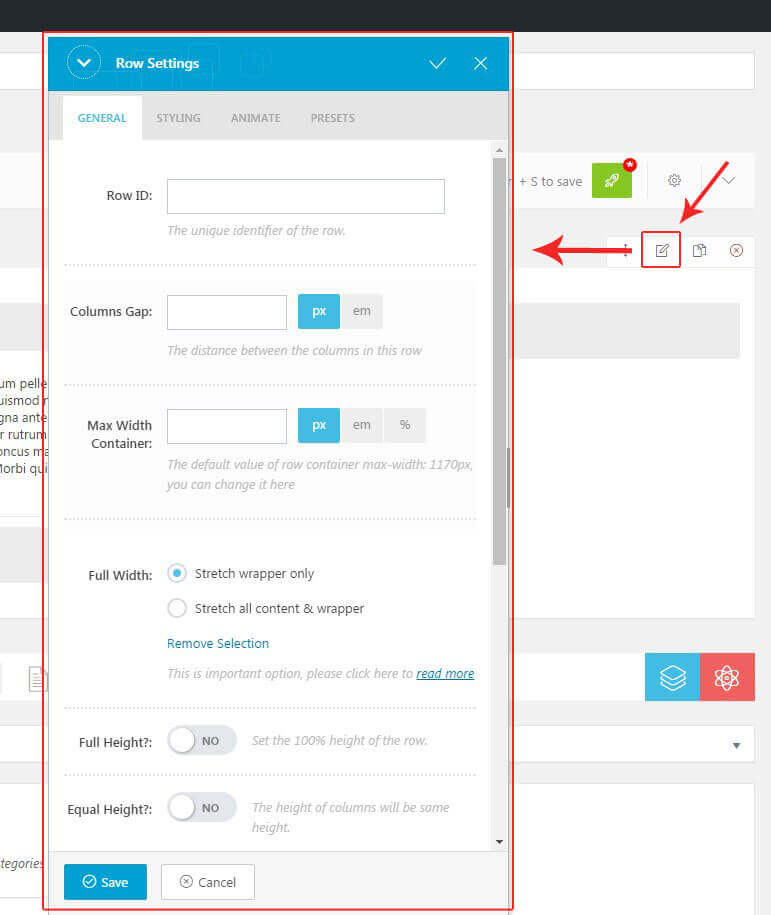 Row Settings
GENERAL STYLING ANIMATE PRESETS
+ S to save
Row ID:
The unique identifier of the row.
Columns Gap: px em
The distance between the columns in this row
Max Width
Container: px em %
The default value of row container max-width: 1170px,
you can change it here
um pelle
uismod
gna ante
r rutrum
oncus ma
Morbi qui
Full Width: Stretch wrapper only
Stretch all content & wrapper
Remove Selection
This is important option, please click here to read more
Full Height?: NO Set the 100% height of the row.
Equal Height?: NO The height of columns will be same
height.
tegories
Save Cancel